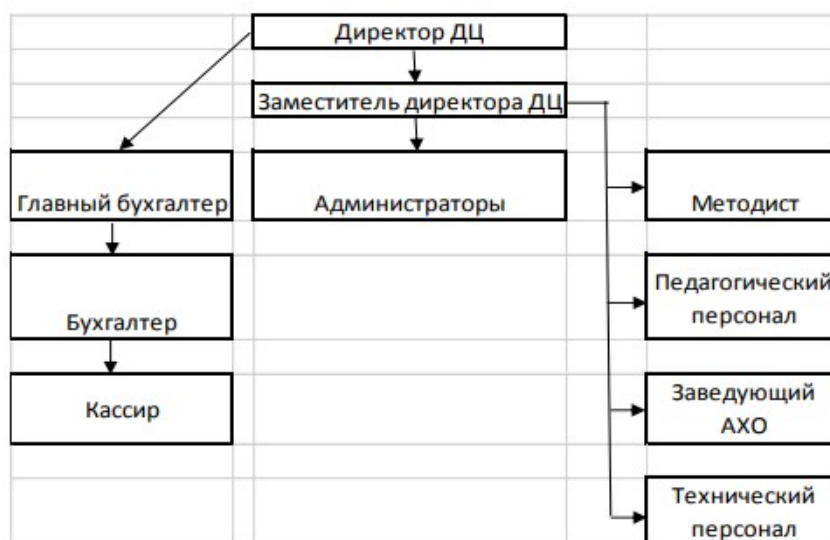 Директор ДЦ
Заместитель директора ДЦ
Главный бухгалтер
Администраторы
Методист
Бухгалтер
Педагогический
персонал
Кассир
Заведующий
АХО
Технический
персонал